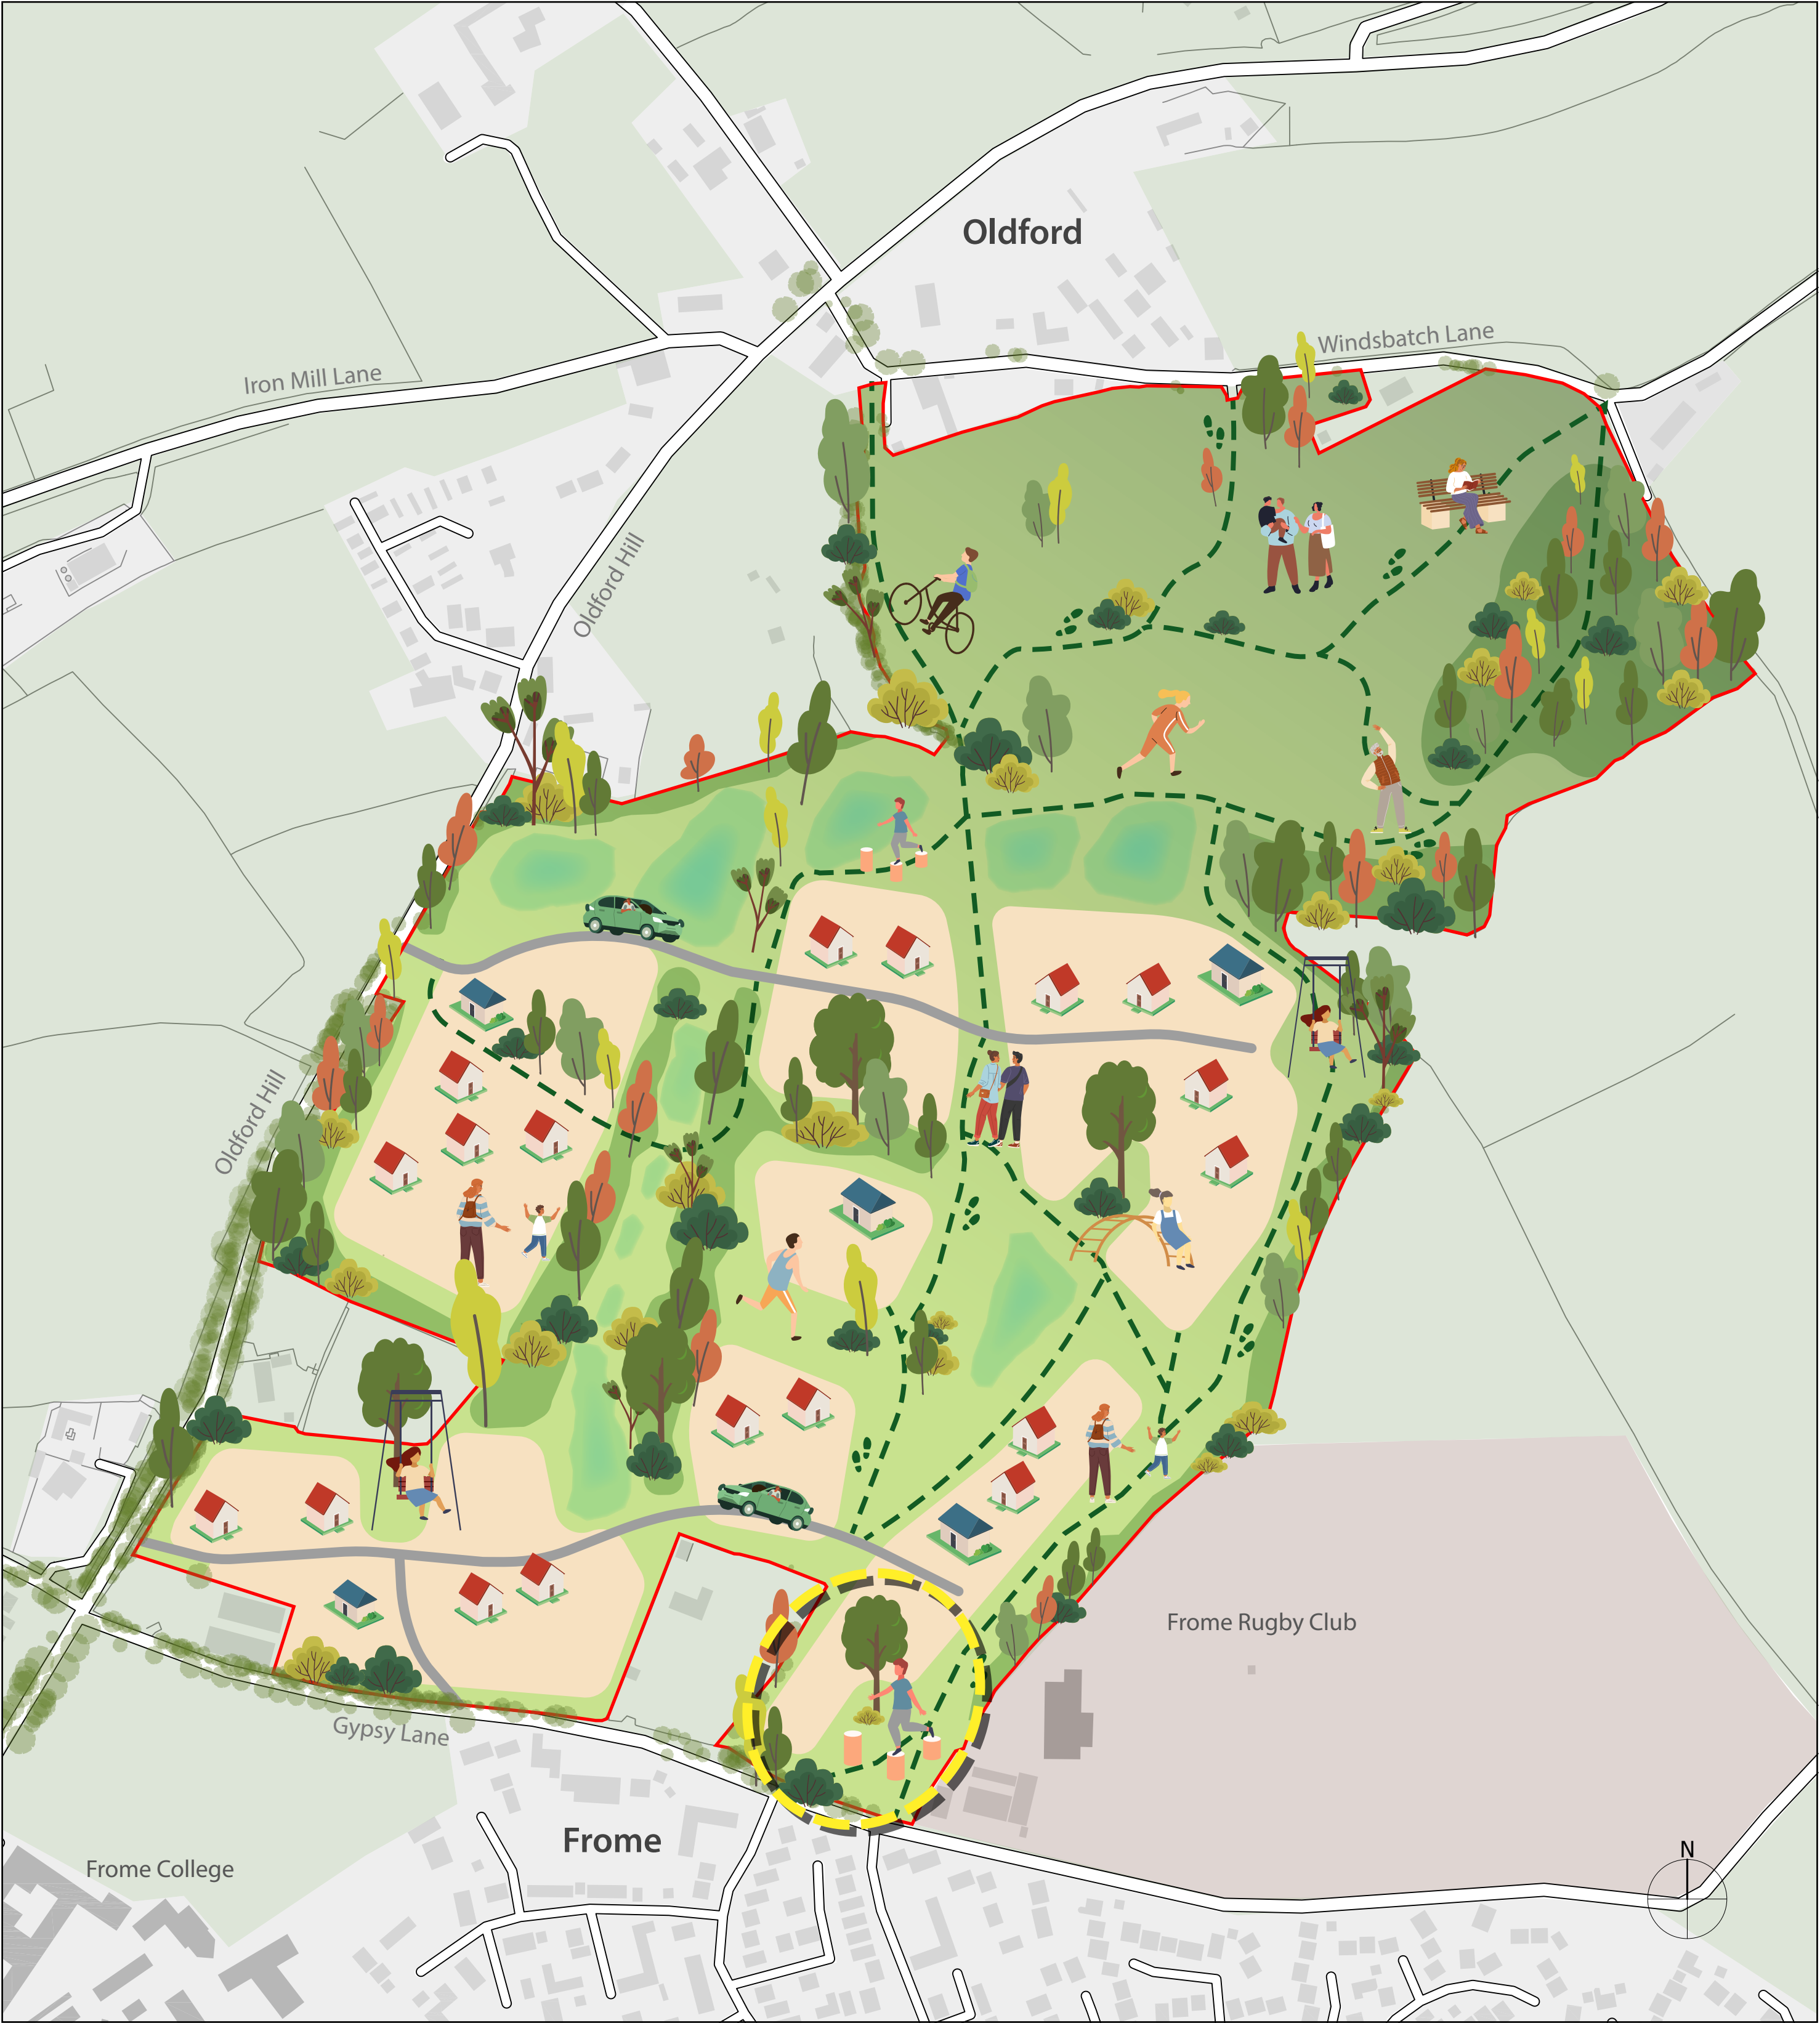 Oldford
Windsbatch Lane
Iron Mill Lane
Oldford Hill
Oldford Hill
Frome Rugby Club
Gypsy Lane
Frome
Frome College
N